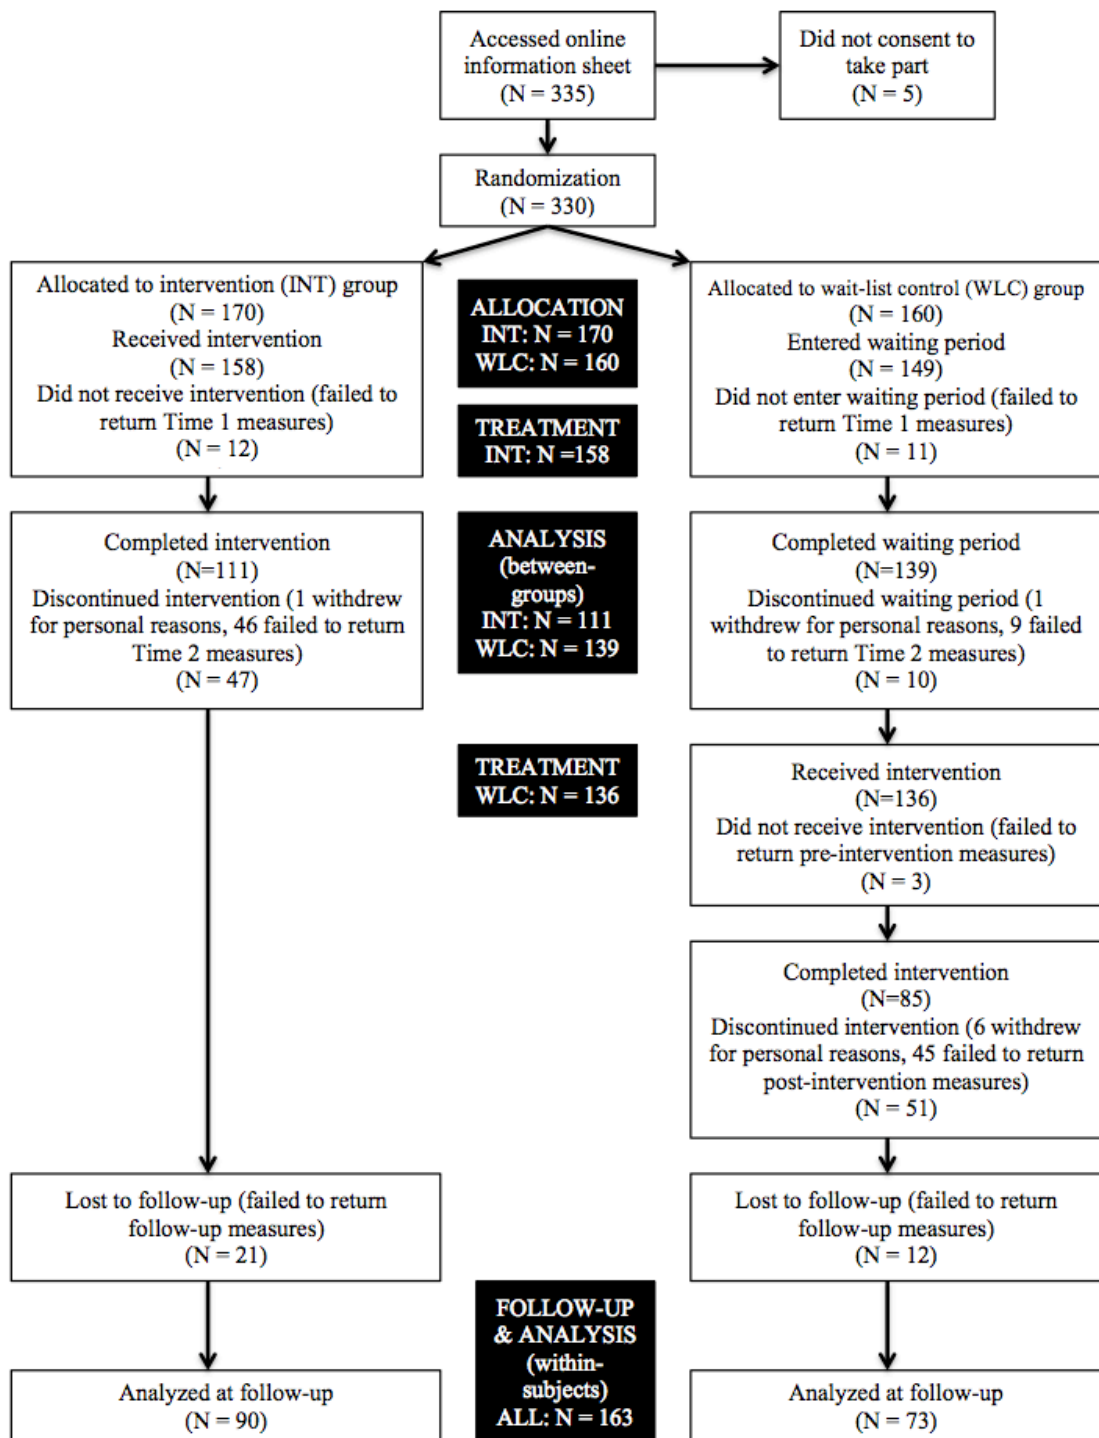 Accessed online
information sheet
(N = 335)
Did not consent to
take part
(N = 5)
Randomization
(N = 330)
Allocated to intervention (INT) group
(N = 170)
Received intervention
(N = 158)
Did not receive intervention (failed to
return Time 1 measures)
(N = 12)
ALLOCATION
INT: N = 170
WLC: N = 160
Allocated to wait-list control (WLC) group
(N = 160)
Entered waiting period
(N = 149)
Did not enter waiting period (failed to
return Time 1 measures)
(N = 11)
TREATMENT
INT: N =158
Completed intervention
(N=111)
Discontinued intervention (1 withdrew
for personal reasons, 46 failed to return
Time 2 measures)
(N = 47)
ANALYSIS
(between-
groups)
INT: N = 111
WLC: N = 139
Completed waiting period
(N=139)
Discontinued waiting period (1
withdrew for personal reasons, 9 failed
to return Time 2 measures)
(N = 10)
TREATMENT
WLC: N = 136
Received intervention
(N=136)
Did not receive intervention (failed to
return pre-intervention measures)
(N = 3)
Completed intervention
(N=85)
Discontinued intervention (6 withdrew
for personal reasons, 45 failed to return
post-intervention measures)
(N = 51)
Lost to follow-up (failed to return
follow-up measures)
(N = 21)
Lost to follow-up (failed to return
follow-up measures)
(N = 12)
FOLLOW-UP
& ANALYSIS
(within-
subjects)
ALL: N = 163
Analyzed at follow-up
(N = 90)
Analyzed at follow-up
(N = 73)